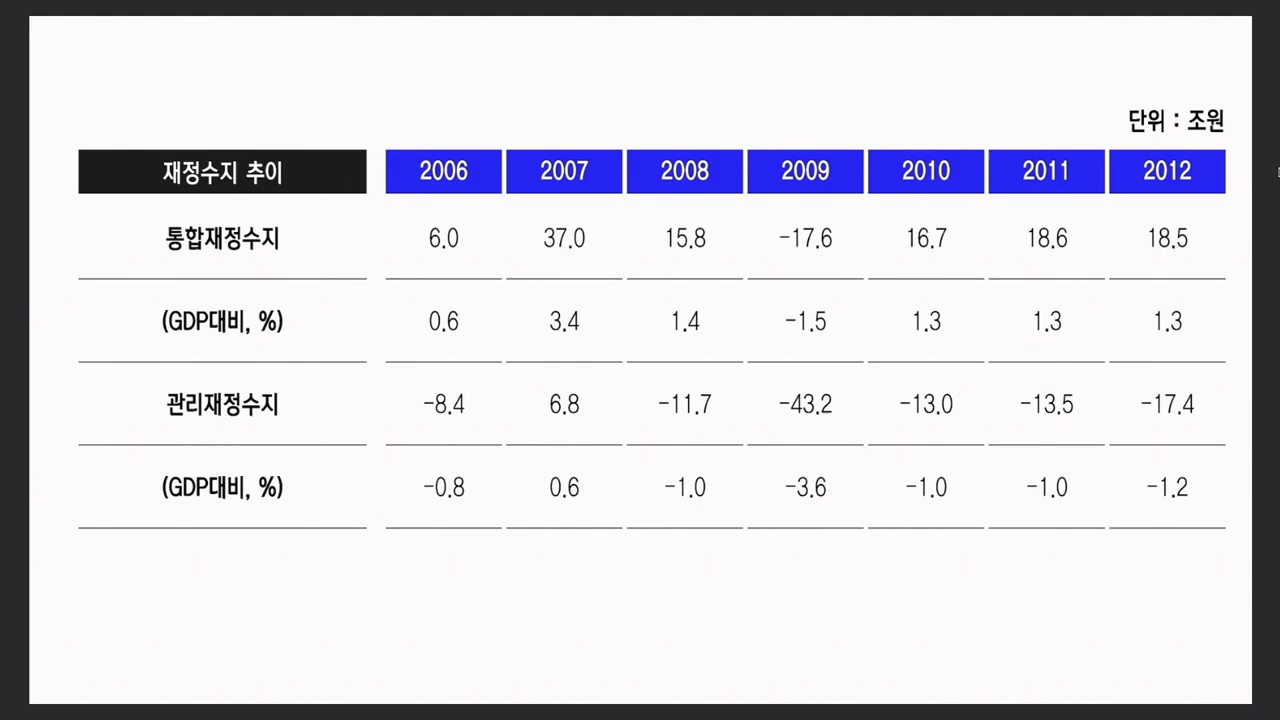 단위 : 조원
재정수지 추이 2006 2007 2008 2009 2010 2011 2012
통합재정수지 6.0 37.0 15.8 -17.6 16.7 18.6 18.5
(GDP대비, %) 0.6 3.4 1.4 -1.5 1.3 1.3 1.3
관리재정수지 -8.4 6.8 -11.7 -43.2 -13.0 -13.5 -17.4
(GDP대비, %) -0.8 0.6 -1.0 -3.6 -1.0 -1.0 -1.2